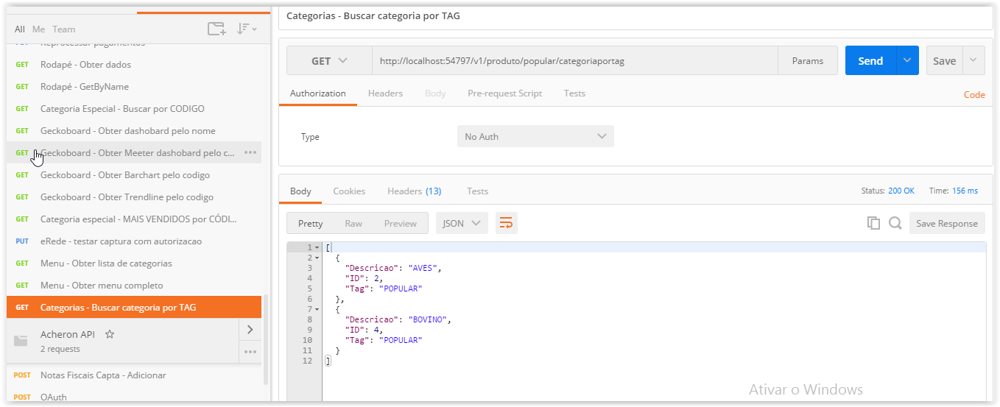 All Me Team
Reprocessar pagamentos
GET Rodapé - Obter dados
GET Rodapé - GetByName
GET Categoria Especial - Buscar por CODIGO
GET Geckoboard - Obter dashobard pelo nome
GET Geckoboard - Obter Meeter dashobard pelo c...
GET Geckoboard - Obter Barchart pelo codigo
GET Geckoboard - Obter Trendline pelo codigo
GET Categoria especial - MAIS VENDIDOS por CÓDI...
PUT eRede - testar captura com autorizacao
GET Menu - Obter lista de categorias
GET Menu - Obter menu completo
GET Categorias - Buscar categoria por TAG
Acheron API
2 requests
POST Notas Fiscais Capta - Adicionar
POST OAuth
Categorias - Buscar categoria por TAG
GET http://localhost:54797/v1/produto/popular/categoriaportag Params Send Save
Authorization Headers Body Pre-request Script Tests Code
Type No Auth
Body Cookies Headers (13) Tests Status: 200 OK Time: 156 ms
Pretty Raw Preview JSON Save Response
1 [
2 {
3 "Descricao": "AVES",
4 "ID": 2,
5 "Tag": "POPULAR"
6 },
7 {
8 "Descricao": "BOVINO",
9 "ID": 4,
10 "Tag": "POPULAR"
11 }
12 ]
Ativar o Windows